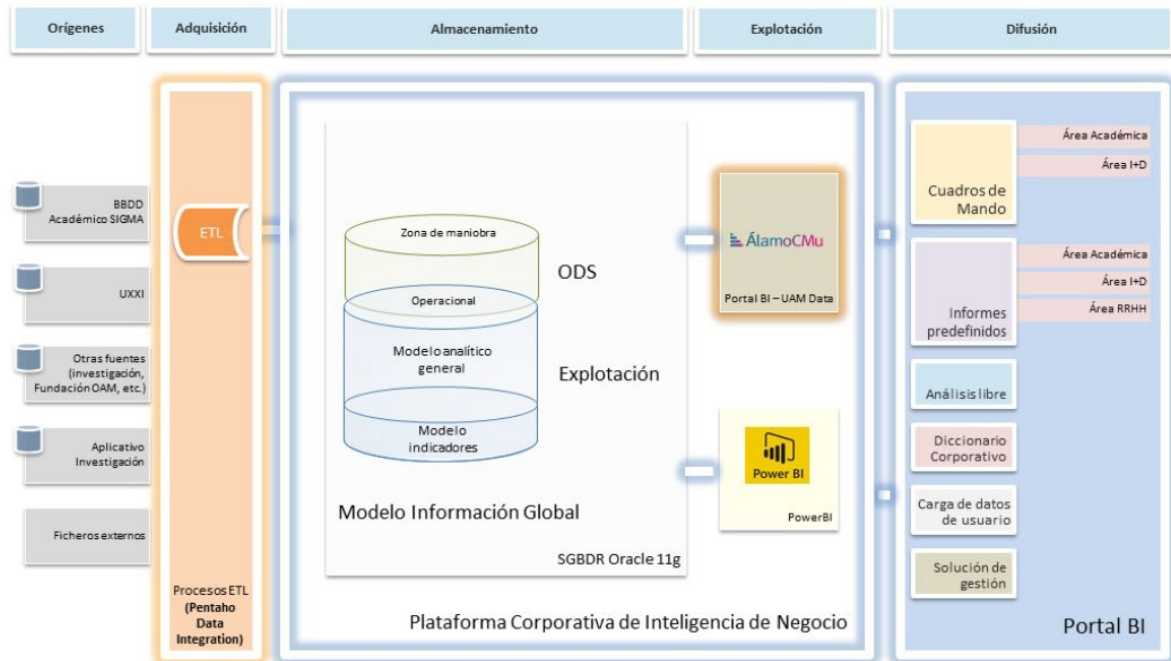 Orígenes
Adquisición
Almacenamiento
Explotación
Difusión
BBDD
Académico SIGMA
UXXI
Otras fuentes
(investigación,
Fundación OAM, etc.)
Aplicativo
Investigación
Ficheros externos
ETL
Procesos ETL
(Pentaho
Data
Integration)
Zona de maniobra
Operacional
Modelo analítico
general
Modelo
indicadores
ODS
Explotación
Modelo Información Global
SGBDR Oracle 11g
Plataforma Corporativa de Inteligencia de Negocio
ÁlamoCMu
Portal BI – UAM Data
Power BI
PowerBI
Cuadros de
Mando
Área Académica
Área I+D
Informes
predefinidos
Área Académica
Área I+D
Área RRHH
Análisis libre
Diccionario
Corporativo
Carga de datos
de usuario
Solución de
gestión
Portal BI